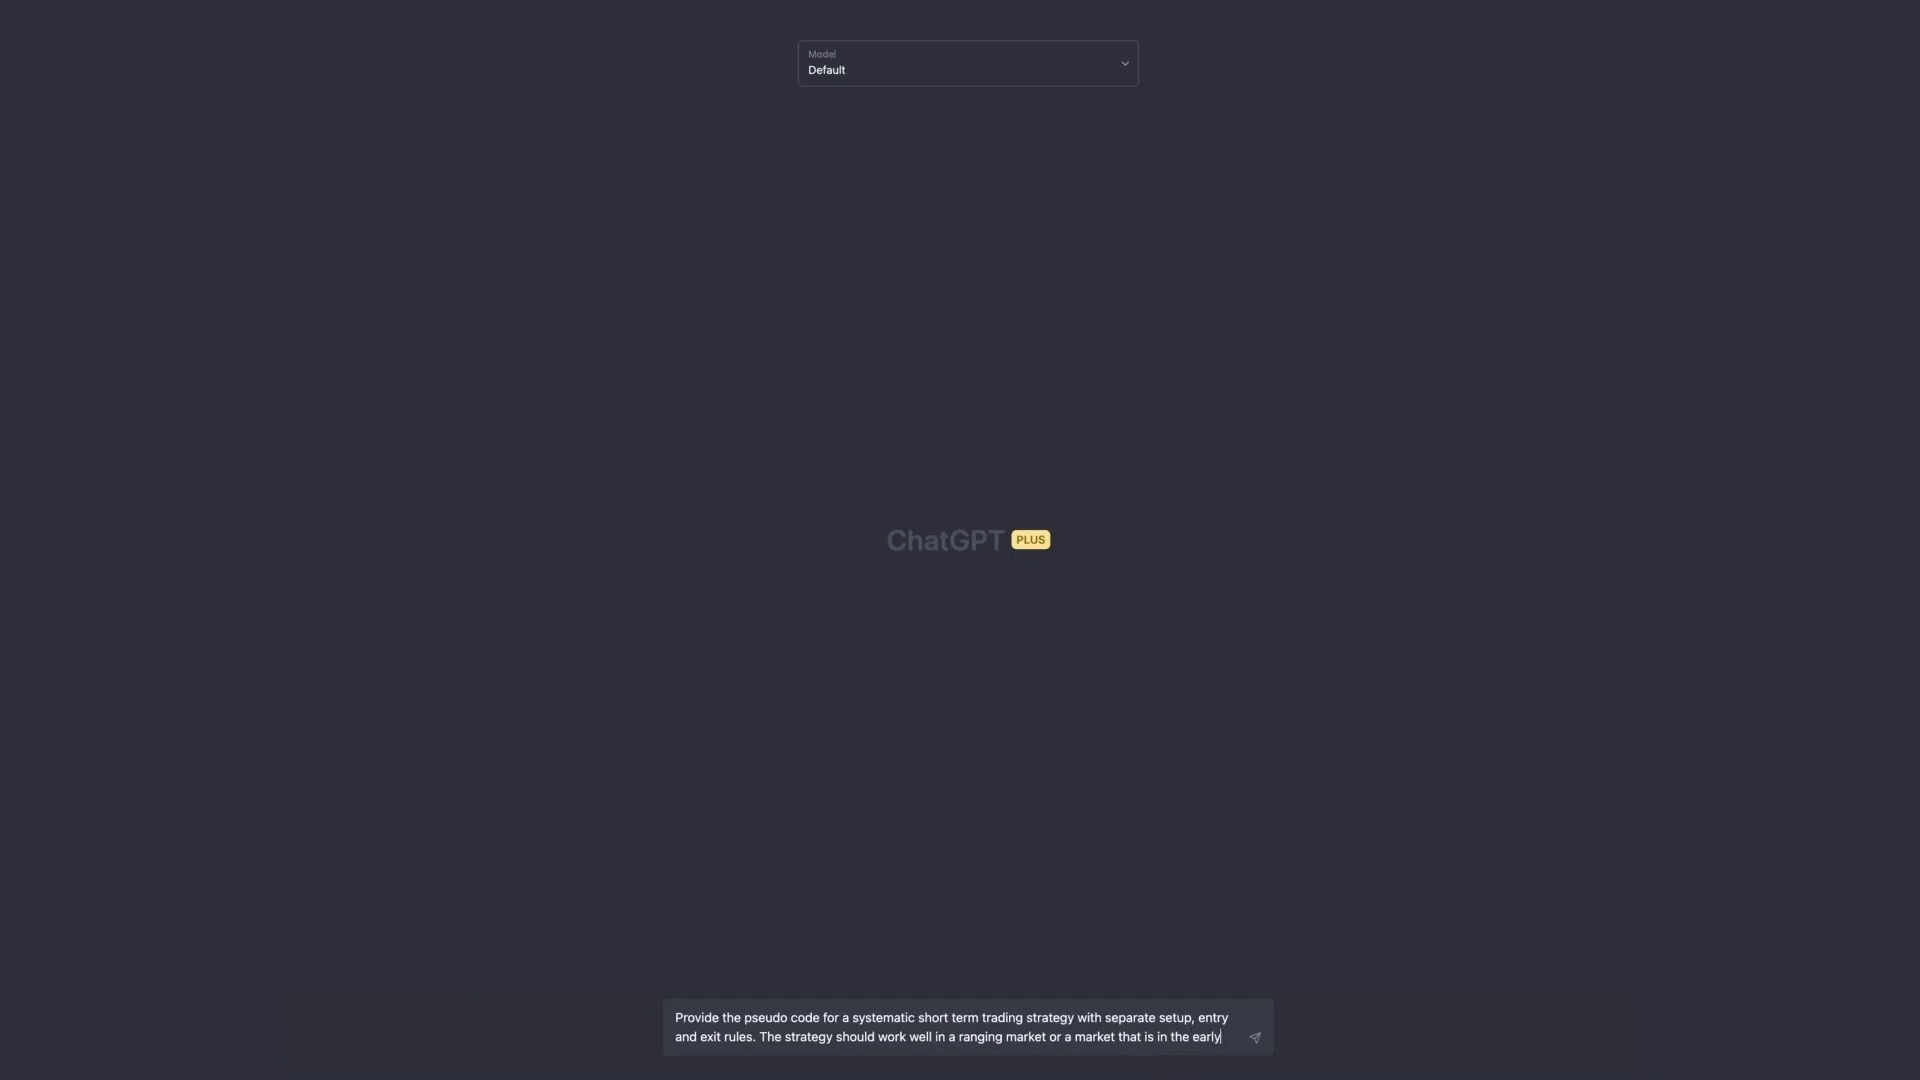 Model
Default
ChatGPT PLUS
Provide the pseudo code for a systematic short term trading strategy with separate setup, entry
and exit rules. The strategy should work well in a ranging market or a market that is in the early